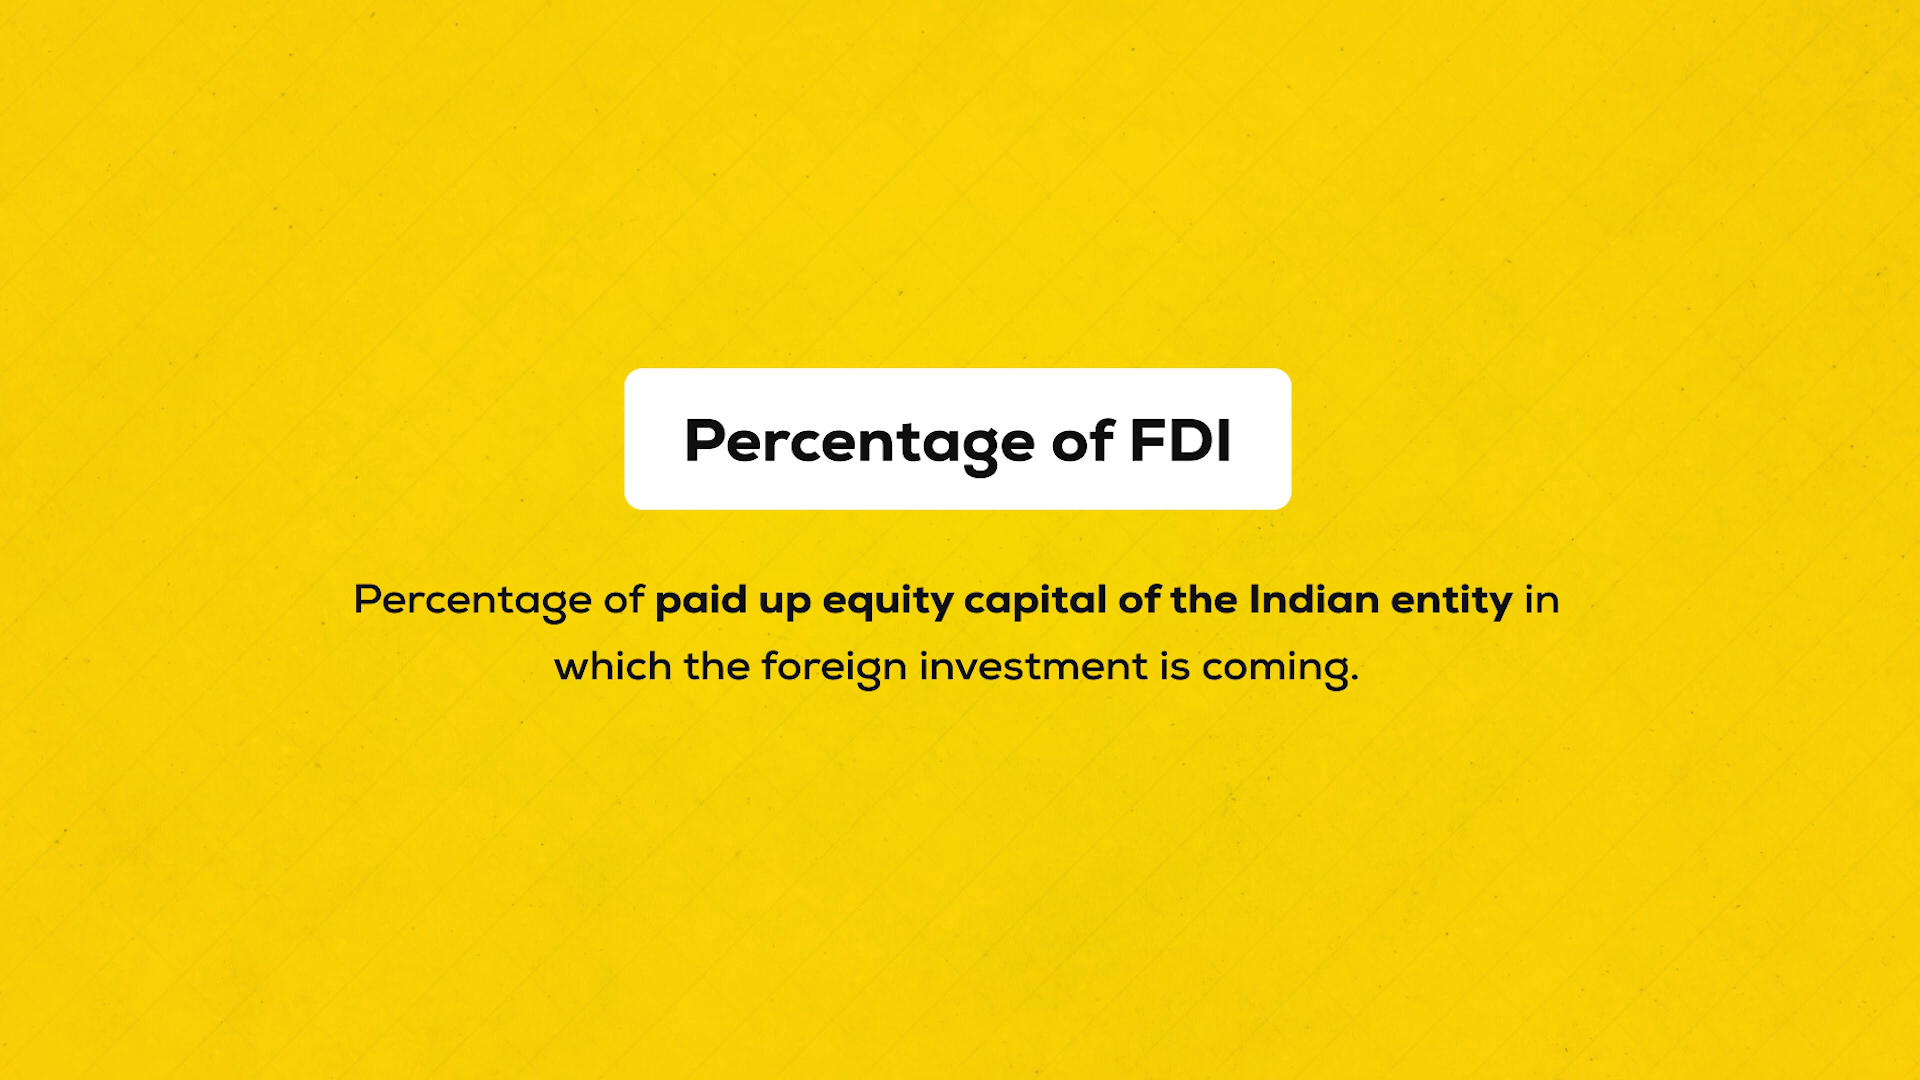 Percentage of FDI
Percentage of paid up equity capital of the Indian entity in
which the foreign investment is coming.